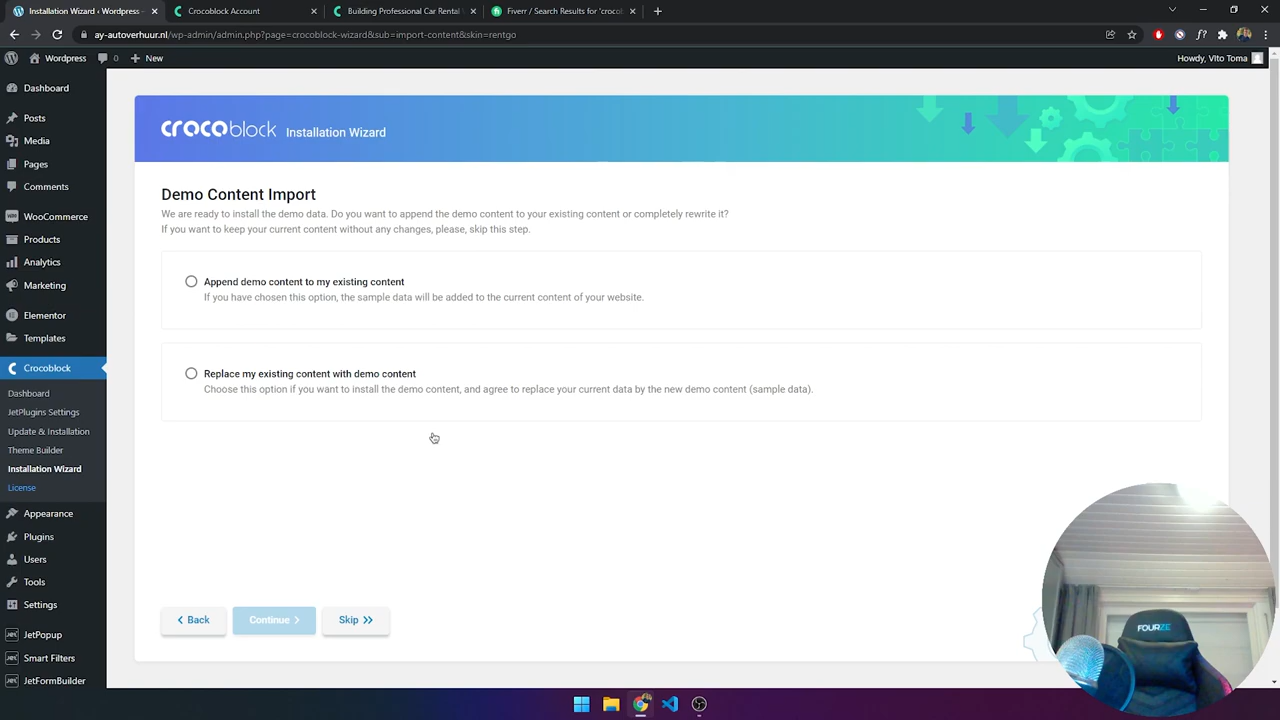 Installation Wizard ‹ Wordpress –
Crocoblock Account
Building Professional Car Rental
Fiverr / Search Results for 'crocob
ay-autoverhuur.nl/wp-admin/admin.php?page=crocoblock-wizard&sub=import-content&skin=rentgo
Wordpress
0
New
Howdy, Vito Toma
Dashboard
Posts
Media
Pages
Comments
WooCommerce
Products
Analytics
Marketing
Elementor
Templates
Crocoblock
Dashboard
JetPlugins Settings
Update & Installation
Theme Builder
Installation Wizard
License
Appearance
Plugins
Users
Tools
Settings
JetPopup
Smart Filters
JetFormBuilder
crocoblock Installation Wizard
Demo Content Import
We are ready to install the demo data. Do you want to append the demo content to your existing content or completely rewrite it?
If you want to keep your current content without any changes, please, skip this step.
Append demo content to my existing content
If you have chosen this option, the sample data will be added to the current content of your website.
Replace my existing content with demo content
Choose this option if you want to install the demo content, and agree to replace your current data by the new demo content (sample data).
Back
Continue
Skip
FOURZE